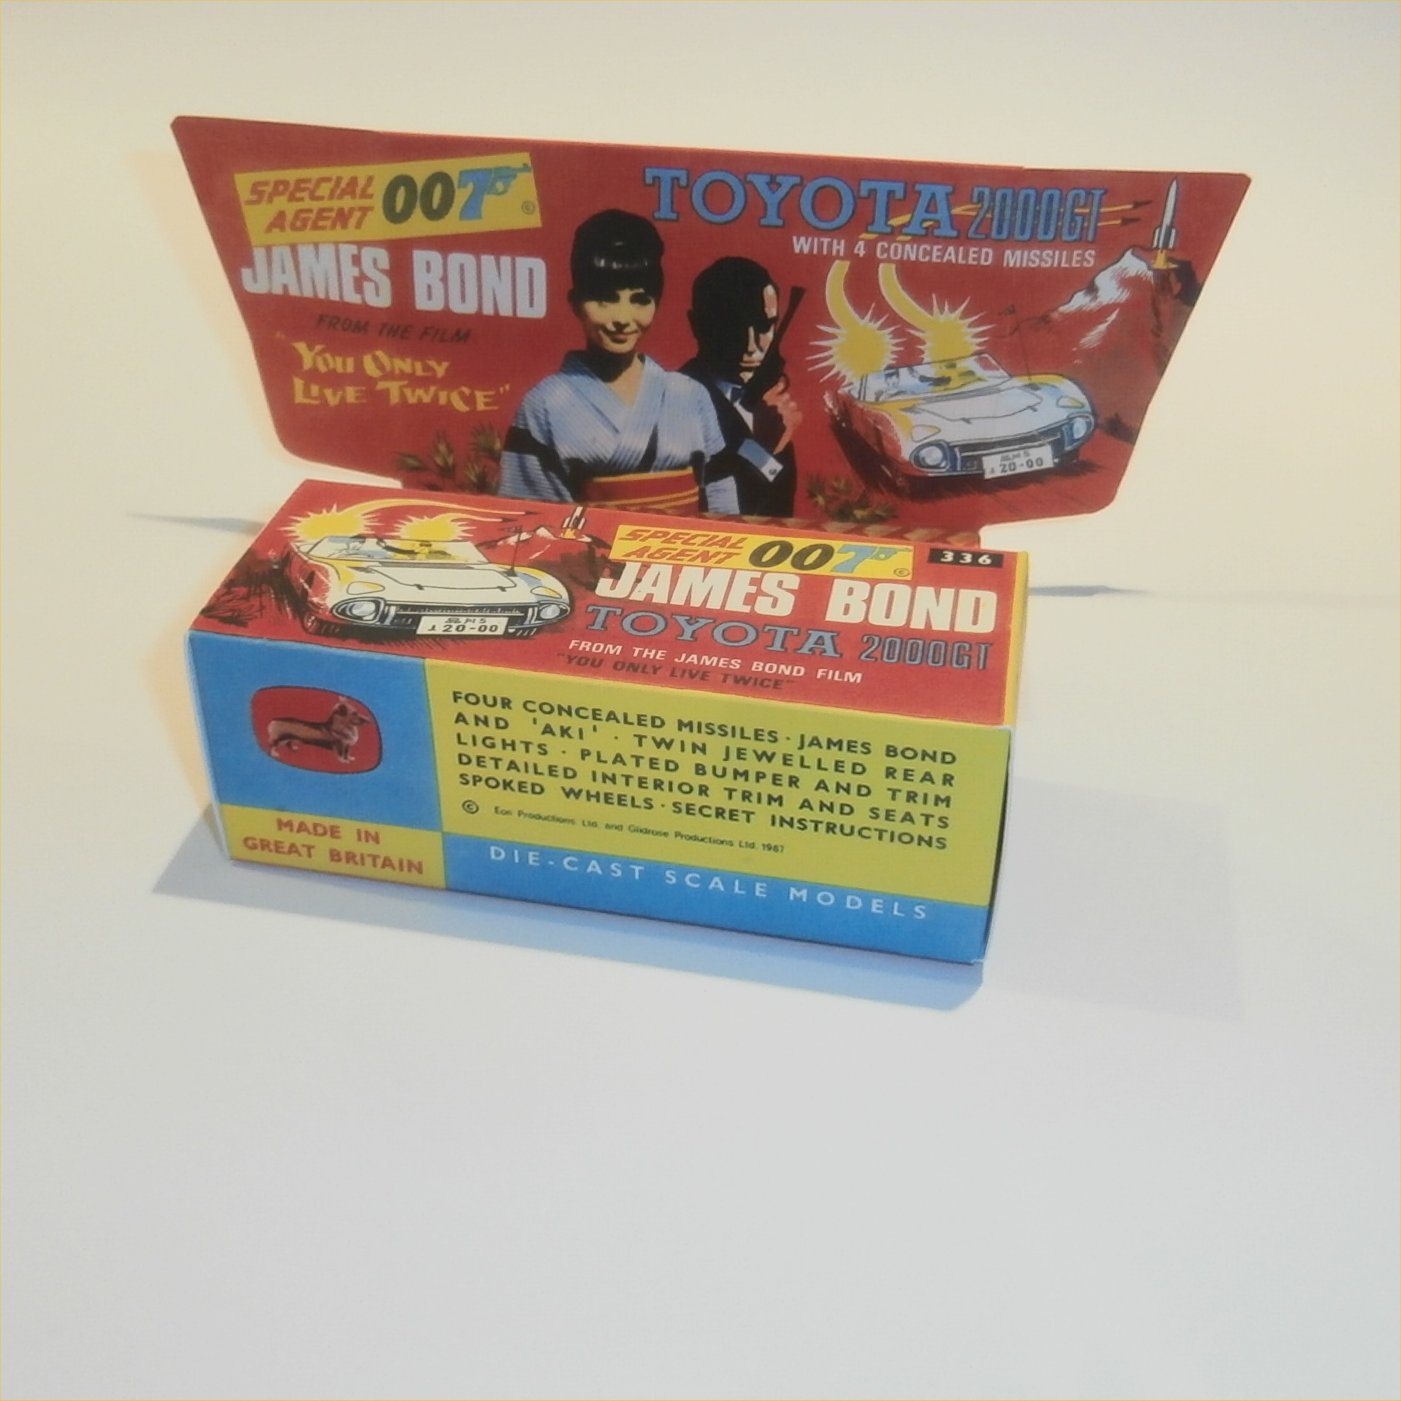 SPECIAL
AGENT 007 ©
JAMES BOND
FROM THE FILM
"YOU ONLY
LIVE TWICE"
TOYOTA 2000GT
WITH 4 CONCEALED MISSILES
20-00
SPECIAL
AGENT 007 ©
336
JAMES BOND
TOYOTA 2000GT
FROM THE JAMES BOND FILM
"YOU ONLY LIVE TWICE"
20-00
FOUR CONCEALED MISSILES · JAMES BOND
AND 'AKI' · TWIN JEWELLED REAR
LIGHTS · PLATED BUMPER AND TRIM
DETAILED INTERIOR TRIM AND SEATS
SPOKED WHEELS · SECRET INSTRUCTIONS
© Eon Productions Ltd. and Glidrose Productions Ltd. 1967
MADE IN
GREAT BRITAIN
DIE-CAST SCALE MODELS